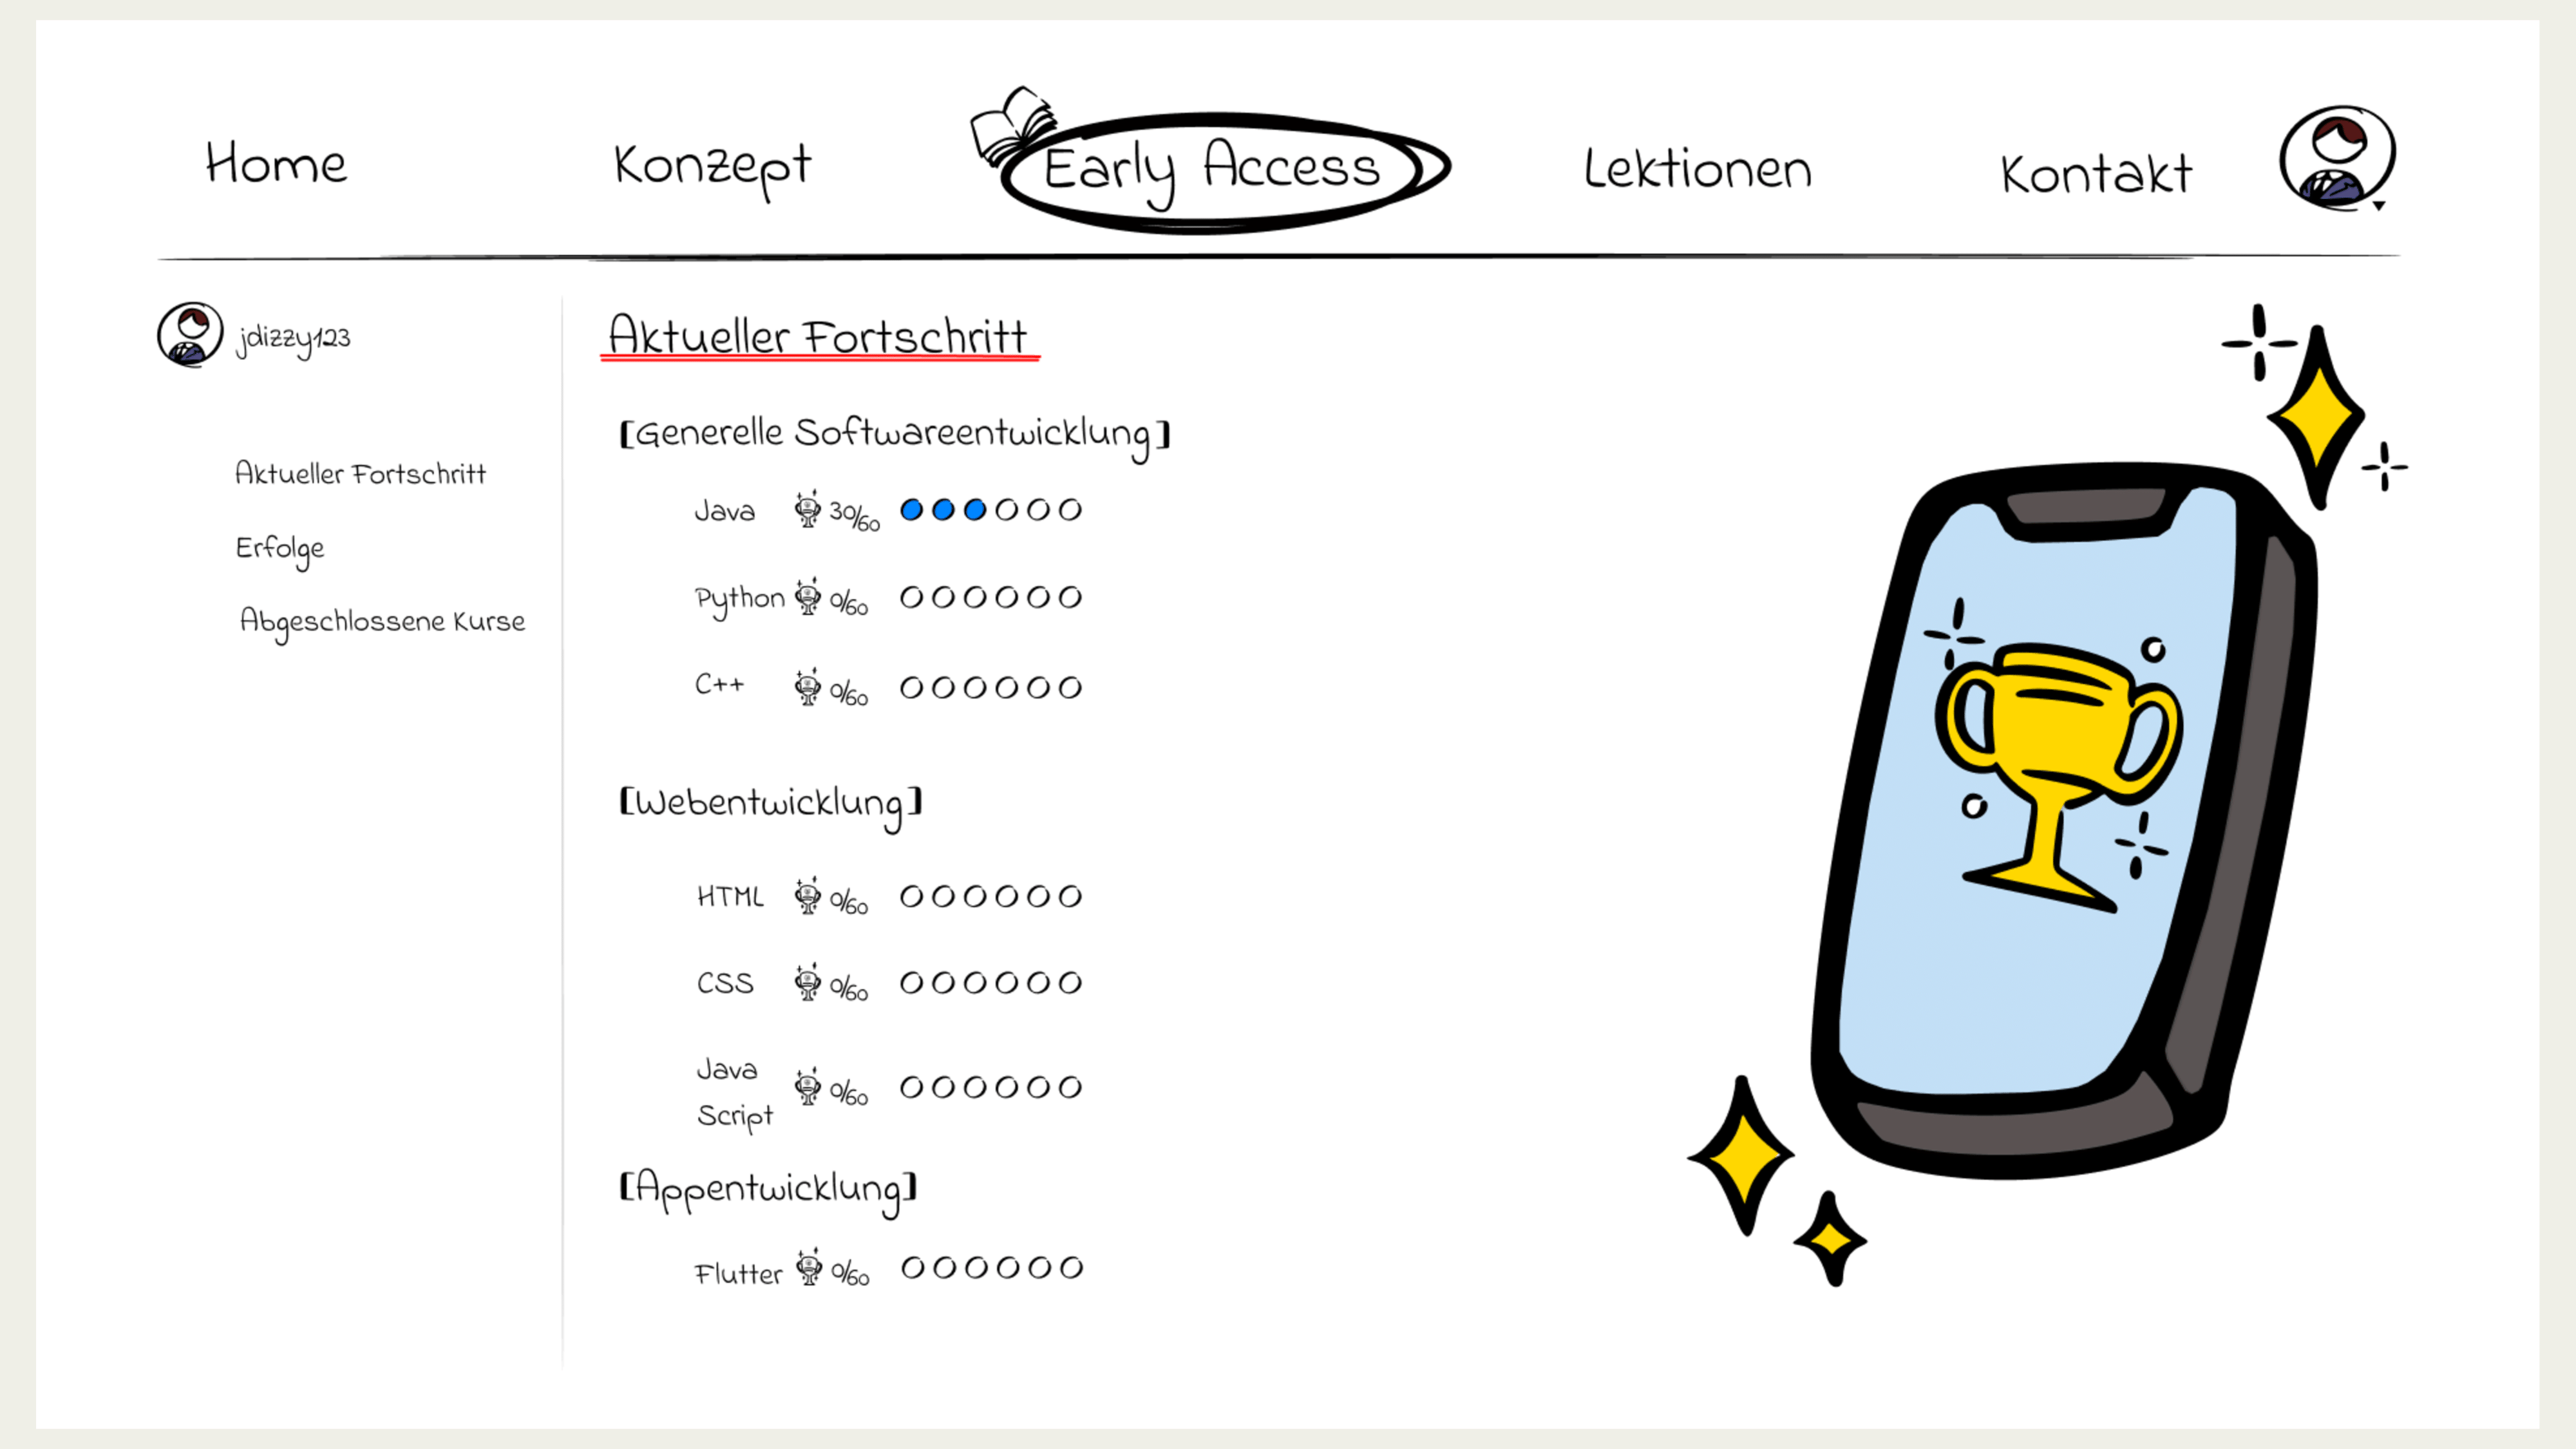 Home
Konzept
Early Access
Lektionen
Kontakt
jdizzy123
Aktueller Fortschritt
Erfolge
Abgeschlossene Kurse
Aktueller Fortschritt
[Generelle Softwareentwicklung]
Java 30/60
Python 0/60
C++ 0/60
[Webentwicklung]
HTML 0/60
CSS 0/60
Java
Script 0/60
[Appentwicklung]
Flutter 0/60